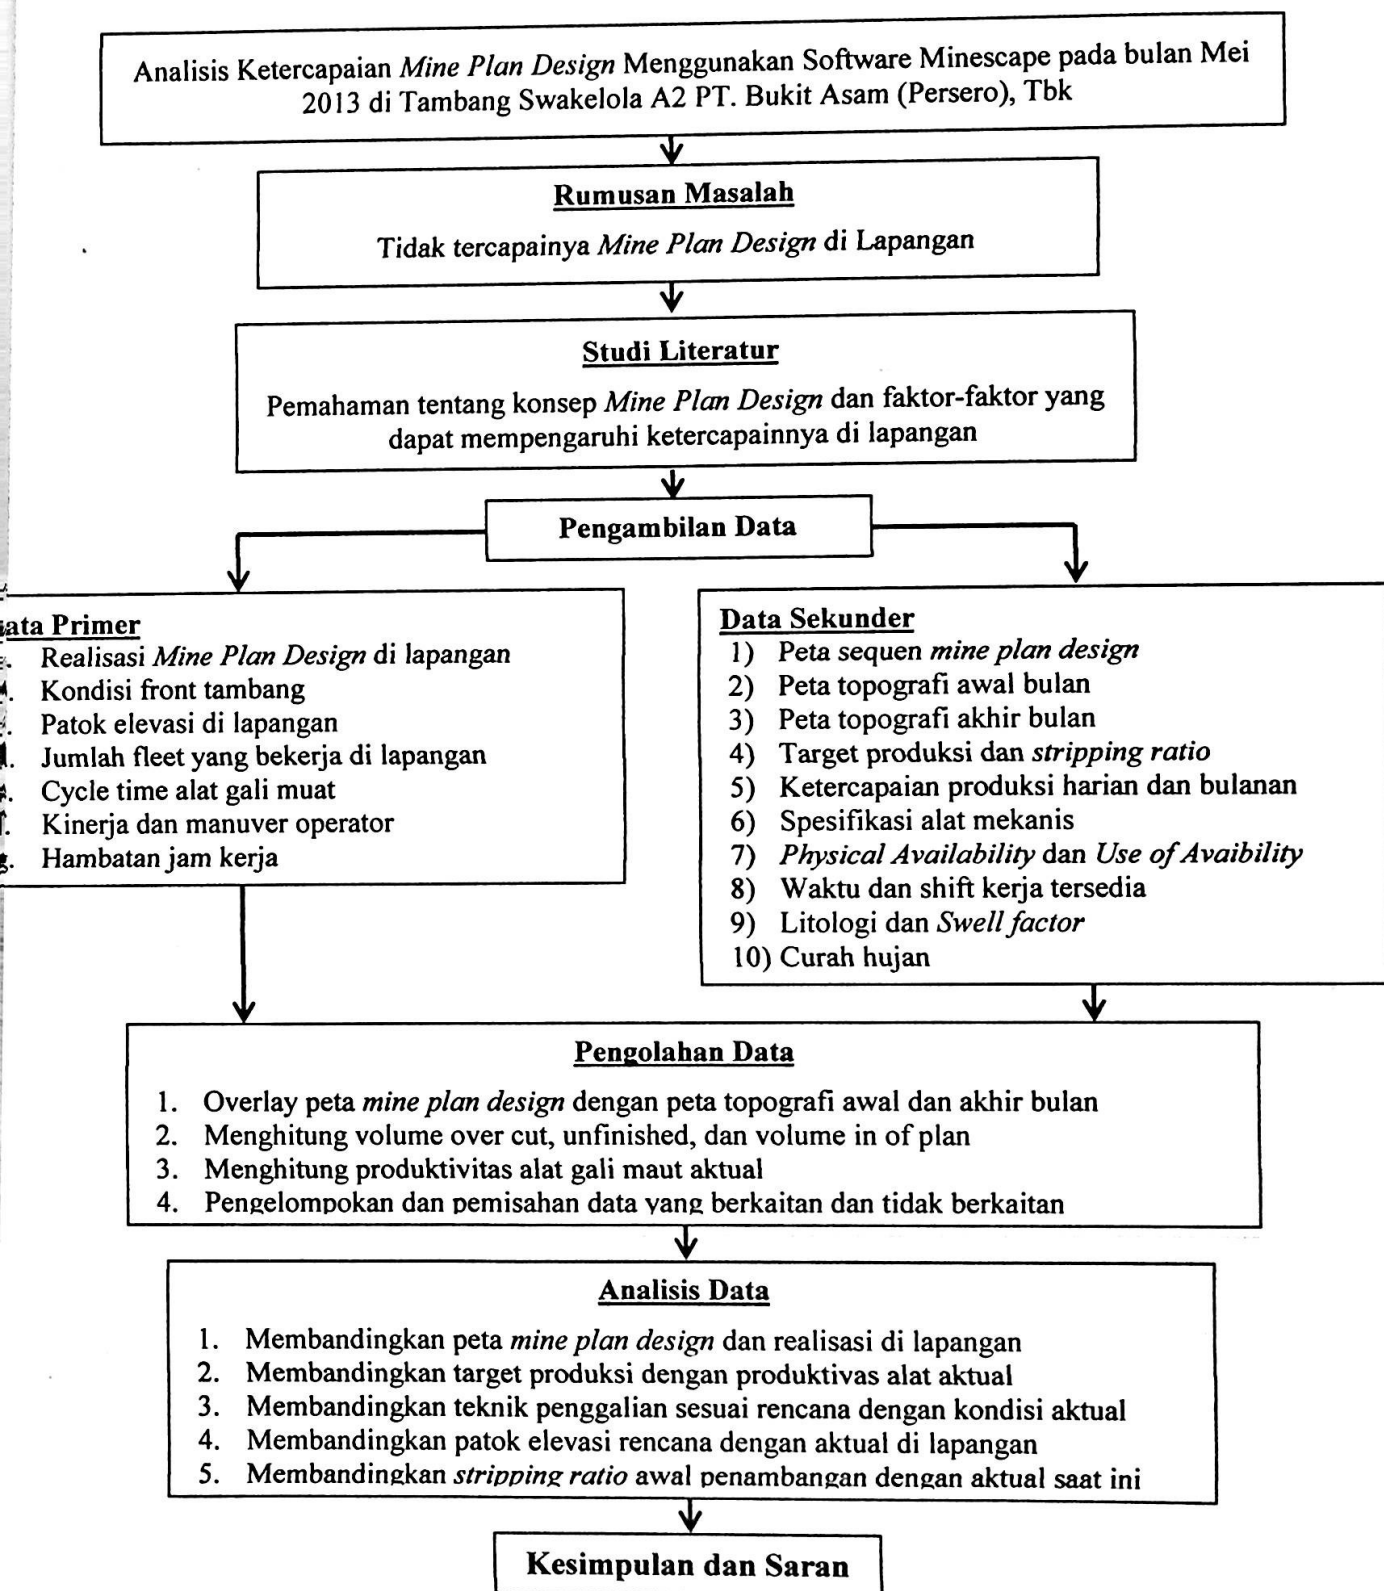 Analisis Ketercapaian Mine Plan Design Menggunakan Software Minescape pada bulan Mei
2013 di Tambang Swakelola A2 PT. Bukit Asam (Persero), Tbk
Rumusan Masalah
Tidak tercapainya Mine Plan Design di Lapangan
Studi Literatur
Pemahaman tentang konsep Mine Plan Design dan faktor-faktor yang
dapat mempengaruhi ketercapainnya di lapangan
Pengambilan Data
ata Primer
Realisasi Mine Plan Design di lapangan
Kondisi front tambang
Patok elevasi di lapangan
Jumlah fleet yang bekerja di lapangan
Cycle time alat gali muat
Kinerja dan manuver operator
g. Hambatan jam kerja
Data Sekunder
1) Peta sequen mine plan design
2) Peta topografi awal bulan
3) Peta topografi akhir bulan
4) Target produksi dan stripping ratio
5) Ketercapaian produksi harian dan bulanan
6) Spesifikasi alat mekanis
7) Physical Availability dan Use of Avaibility
8) Waktu dan shift kerja tersedia
9) Litologi dan Swell factor
10) Curah hujan
Pengolahan Data
1. Overlay peta mine plan design dengan peta topografi awal dan akhir bulan
2. Menghitung volume over cut, unfinished, dan volume in of plan
3. Menghitung produktivitas alat gali maut aktual
4. Pengelompokan dan pemisahan data yang berkaitan dan tidak berkaitan
Analisis Data
1. Membandingkan peta mine plan design dan realisasi di lapangan
2. Membandingkan target produksi dengan produktivas alat aktual
3. Membandingkan teknik penggalian sesuai rencana dengan kondisi aktual
4. Membandingkan patok elevasi rencana dengan aktual di lapangan
5. Membandingkan stripping ratio awal penambangan dengan aktual saat ini
Kesimpulan dan Saran